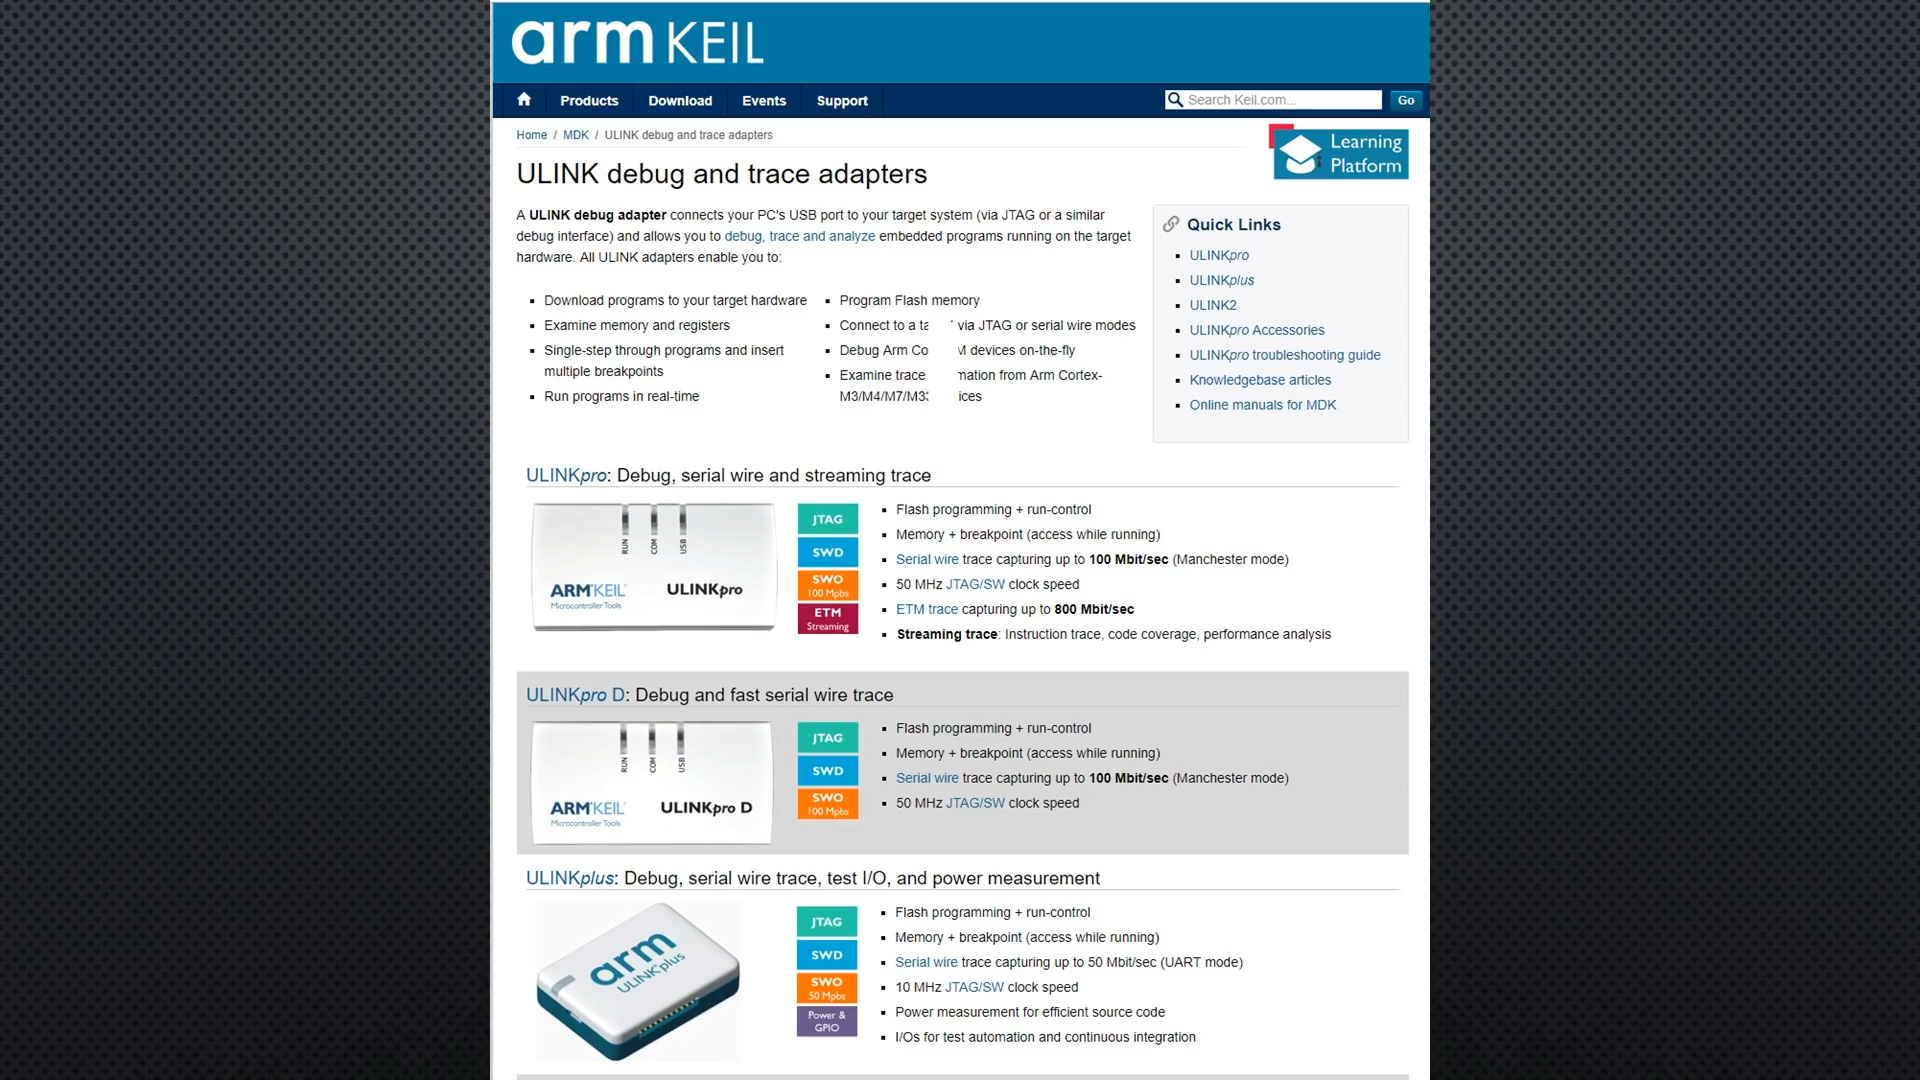 arm KEIL
Products Download Events Support
Search Keil.com... Go
Home / MDK / ULINK debug and trace adapters
Learning
Platform
ULINK debug and trace adapters
A ULINK debug adapter connects your PC's USB port to your target system (via JTAG or a similar
debug interface) and allows you to debug, trace and analyze embedded programs running on the target
hardware. All ULINK adapters enable you to:
Download programs to your target hardware
Examine memory and registers
Single-step through programs and insert
multiple breakpoints
Run programs in real-time
Program Flash memory
Connect to a via JTAG or serial wire modes
Debug Arm devices on-the-fly
Examine trace from Arm Cortex-
Quick Links
ULINKpro
ULINKplus
ULINK2
ULINKpro Accessories
ULINKpro troubleshooting guide
Knowledgebase articles
Online manuals for MDK
ULINKpro: Debug, serial wire and streaming trace
RUN COM USB
ARM KEIL
Microcontroller Tools
ULINKpro
JTAG
SWD
SWO
100 Mpbs
ETM
Streaming
Flash programming + run-control
Memory + breakpoint (access while running)
Serial wire trace capturing up to 100 Mbit/sec (Manchester mode)
50 MHz JTAG/SW clock speed
ETM trace capturing up to 800 Mbit/sec
Streaming trace: Instruction trace, code coverage, performance analysis
ULINKpro D: Debug and fast serial wire trace
RUN COM USB
ARM KEIL
Microcontroller Tools
ULINKpro D
JTAG
SWD
SWO
100 Mpbs
Flash programming + run-control
Memory + breakpoint (access while running)
Serial wire trace capturing up to 100 Mbit/sec (Manchester mode)
50 MHz JTAG/SW clock speed
ULINKplus: Debug, serial wire trace, test I/O, and power measurement
arm
ULINKplus
JTAG
SWD
SWO
50 Mpbs
Power &
GPIO
Flash programming + run-control
Memory + breakpoint (access while running)
Serial wire trace capturing up to 50 Mbit/sec (UART mode)
10 MHz JTAG/SW clock speed
Power measurement for efficient source code
I/Os for test automation and continuous integration